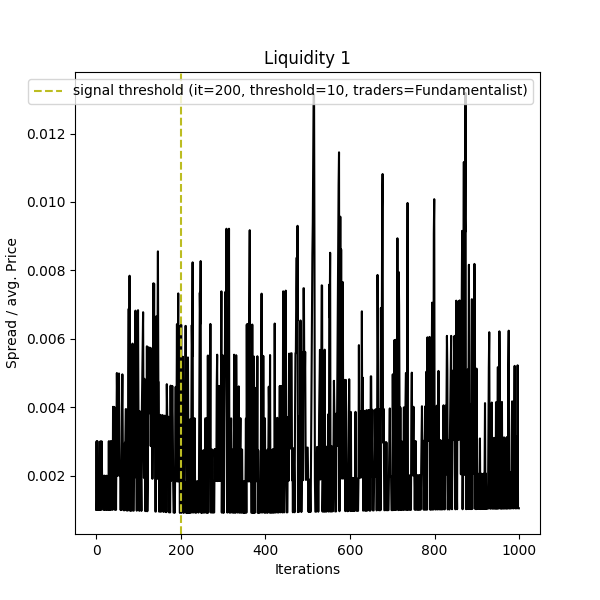 Liquidity 1
signal threshold (it=200, threshold=10, traders=Fundamentalist)
0.012
0.010
0.008
0.006
0.004
0.002
Spread / avg. Price
0 200 400 600 800 1000
Iterations